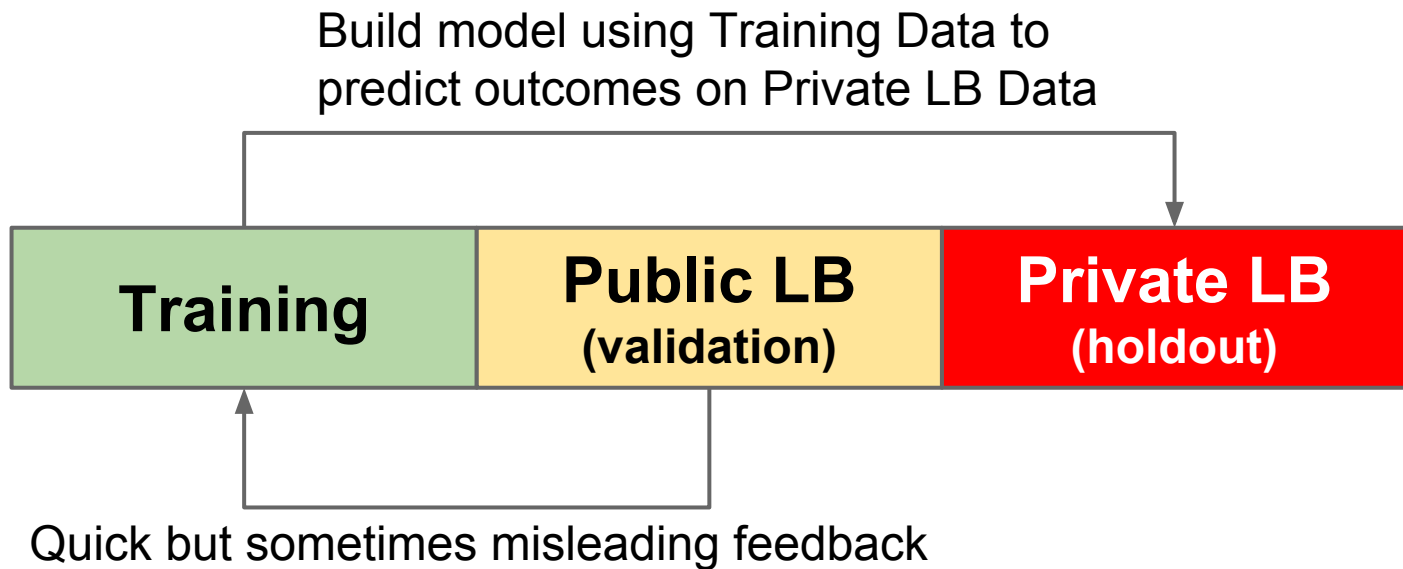 Build model using Training Data to
predict outcomes on Private LB Data
Training
Public LB
(validation)
Private LB
(holdout)
Quick but sometimes misleading feedback